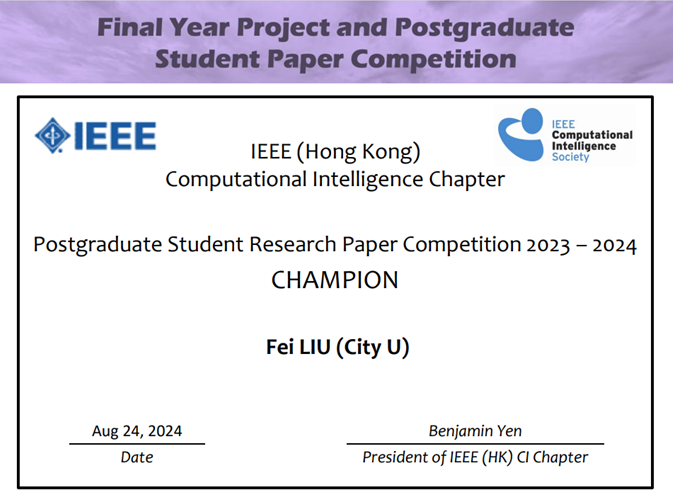 Final Year Project and Postgraduate
Student Paper Competition
IEEE
IEEE
Computational
Intelligence
Society
IEEE (Hong Kong)
Computational Intelligence Chapter
Postgraduate Student Research Paper Competition 2023 – 2024
CHAMPION
Fei LIU (City U)
Aug 24, 2024
Benjamin Yen
Date
President of IEEE (HK) CI Chapter